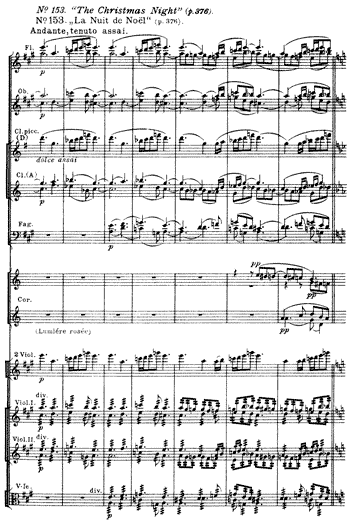 Nº 153. "The Christmas Night" (p. 376).
Nº 153. „La Nuit de Noël" (p. 376).
Andante, tenuto assai.
Fl.
p
Ob.
p
Cl. picc.
(D)
dolce assai
Cl. (A)
p
Fag.
p
pp
Cor.
pp
(Lumière rosée)
2 Viol.
p
Viol. I.
div.
p
Viol. II.
div.
p
V-le
div.
p